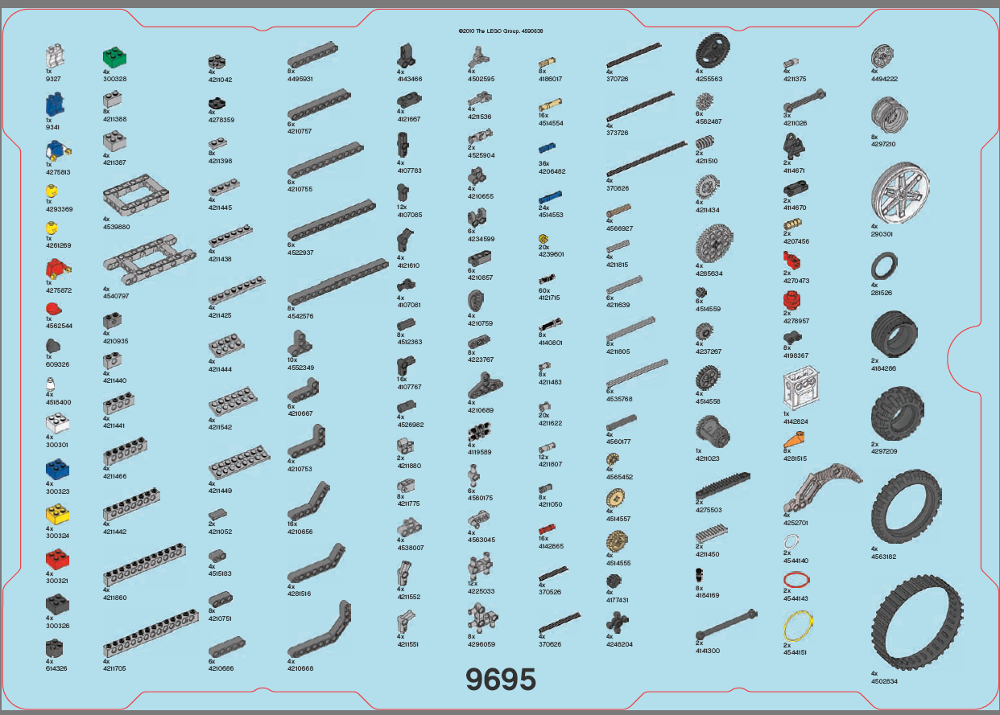 ©2010 The LEGO Group. 4590638
1x
9327
1x
9341
1x
4275813
1x
4293369
1x
4261269
1x
4275872
1x
4562544
1x
609326
4x
4518400
4x
300301
4x
300323
4x
300324
4x
300321
4x
300326
4x
614326
4x
300328
8x
4211388
4x
4211387
4x
4539880
4x
4540797
4x
4210935
4x
4211440
4x
4211441
4x
4211466
4x
4211442
4x
4211860
4x
4211705
4x
4211042
4x
4278359
8x
4211398
4x
4211445
4x
4211438
4x
4211425
4x
4211444
4x
4211542
4x
4211449
2x
4211052
4x
4515183
8x
4210751
6x
4210686
8x
4495931
6x
4210757
6x
4210755
6x
4522937
8x
4542576
10x
4552349
6x
4210667
4x
4210753
16x
4210656
4x
4281516
4x
4210668
4x
4143466
4x
4121667
4x
4107783
12x
4107085
4x
4121610
4x
4107081
8x
4512363
16x
4107767
4x
4526982
2x
4211880
8x
4211775
4x
4538007
4x
4211552
4x
4211551
4x
4502595
4x
4211536
2x
4525904
4x
4210655
6x
4234599
6x
4210857
4x
4210759
8x
4223767
4x
4210689
4x
4119589
6x
4560175
4x
4563045
12x
4225033
8x
4296059
8x
4186017
16x
4514554
36x
4206482
24x
4514553
20x
4239601
60x
4121715
8x
4140801
8x
4211483
20x
4211622
12x
4211807
8x
4211050
16x
4142865
4x
370526
4x
370626
4x
370726
4x
373726
4x
370826
4x
4566927
4x
4211815
6x
4211639
8x
4211805
6x
4535768
4x
4560177
4x
4565452
4x
4514557
4x
4514555
4x
4177431
4x
4248204
4x
4255563
6x
4562487
2x
4211510
4x
4211434
4x
4285634
6x
4514559
4x
4237267
4x
4514558
1x
4211023
2x
4275503
2x
4211450
8x
4184169
2x
4141300
4x
4211375
3x
4211026
2x
4114671
2x
4114670
2x
4207456
2x
4270473
2x
4278957
8x
4198367
1x
4142824
8x
4281515
4x
4252701
2x
4544140
2x
4544143
2x
4544151
4x
4494222
8x
4297210
4x
290301
4x
281526
2x
4184286
2x
4297209
4x
4563182
4x
4502834
9695